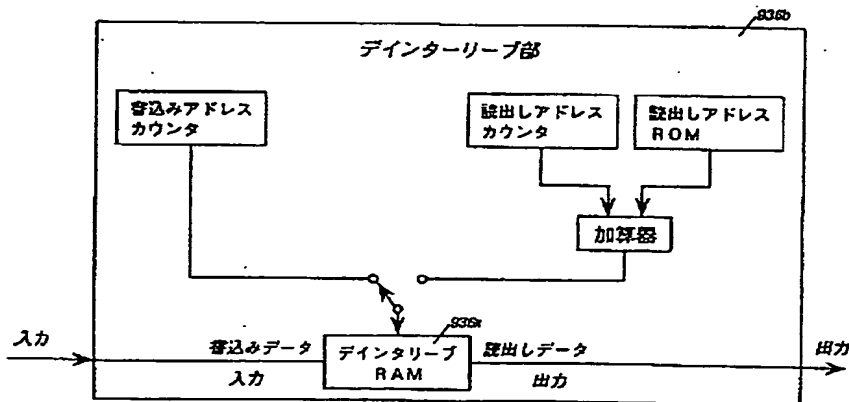 936b
デインターリーブ部
書込みアドレス
カウンタ
読出しアドレス
カウンタ
読出しアドレス
ROM
加算器
936x
入力
書込みデータ
入力
デインタリーブ
RAM
読出しデータ
出力
出力